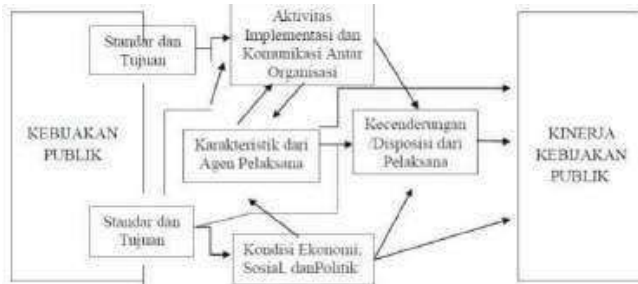 Aktivitas
Implementasi dan
Komunikasi Antar
Organisasi
Standar dan
Tujuan
KEBIJAKAN
PUBLIK
Karakteristik dari
Agen Pelaksana
Kecenderungan
/Disposisi dari
Pelaksana
KINERJA
KEBIJAKAN
PUBLIK
Standar dan
Tujuan
Kondisi Ekonomi,
Sosial, danPolitik